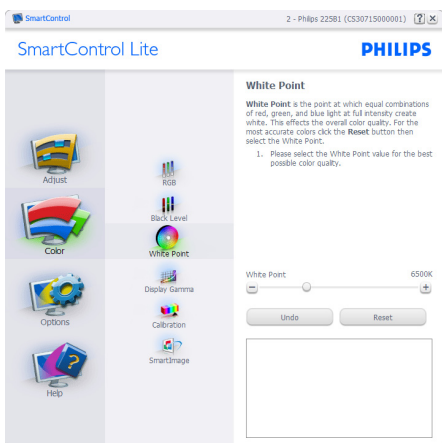 SmartControl
2 - Philips 225B1 (C530715000001)
SmartControl Lite
PHILIPS
Adjust
Color
Options
Help
RGB
Black Level
White Point
Display Gamma
Calibration
SmartImage
White Point
White Point is the point at which equal combinations
of red, green, and blue light at full intensity create
white. This effects the overall color quality. For the
most accurate colors click the Reset button then
select the White Point.
1. Please select the White Point value for the best
possible color quality.
White Point 6500K
Undo Reset